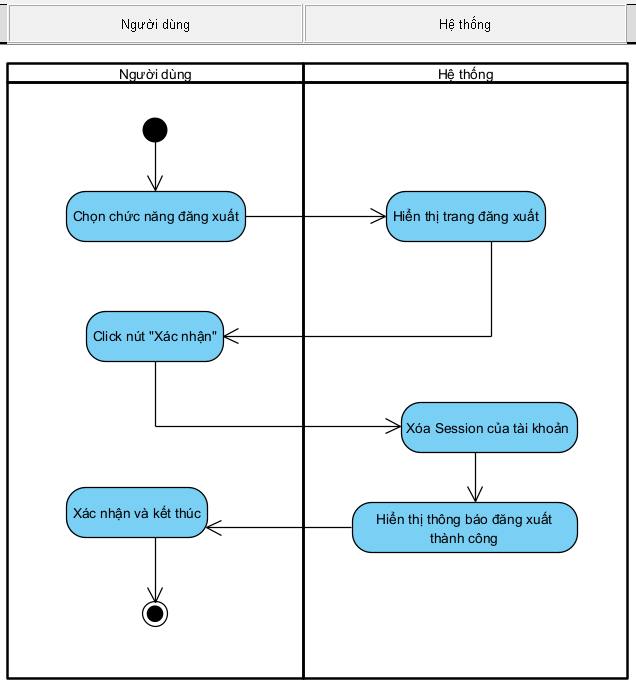 Người dùng
Hệ thống
Người dùng
Hệ thống
Chọn chức năng đăng xuất
Hiển thị trang đăng xuất
Click nút "Xác nhận"
Xóa Session của tài khoản
Xác nhận và kết thúc
Hiển thị thông báo đăng xuất
thành công